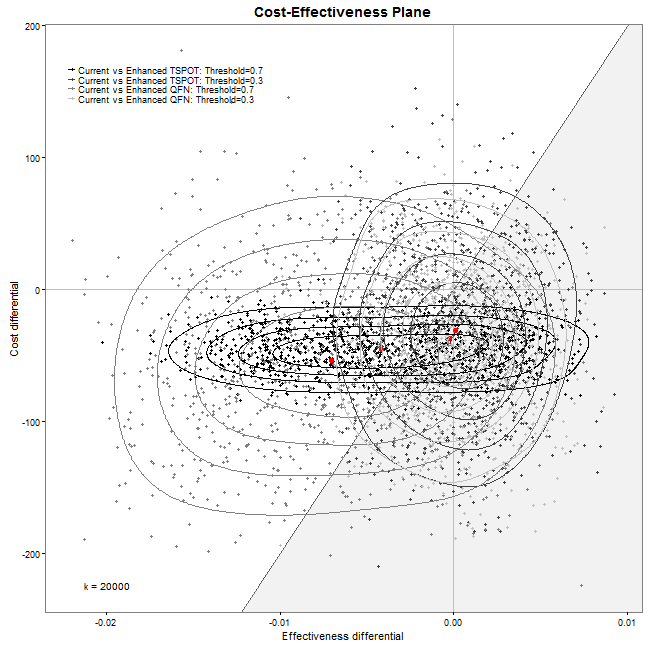 Cost-Effectiveness Plane
Current vs Enhanced TSPOT: Threshold=0.7
Current vs Enhanced TSPOT: Threshold=0.3
Current vs Enhanced QFN: Threshold=0.7
Current vs Enhanced QFN: Threshold=0.3
200
100
0
-100
-200
Cost differential
k = 20000
-0.02
-0.01
0.00
0.01
Effectiveness differential